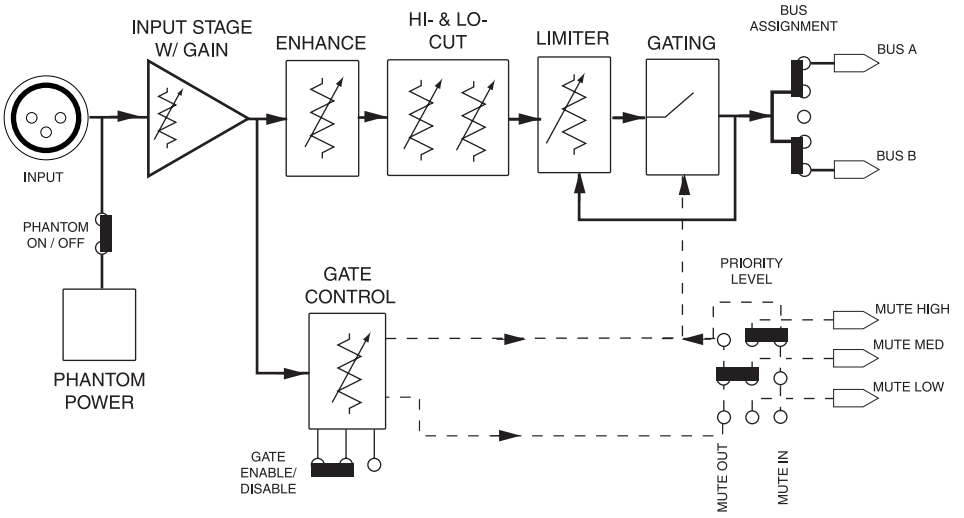 INPUT STAGE
W/ GAIN
ENHANCE
HI- & LO-
CUT
LIMITER
GATING
BUS
ASSIGNMENT
BUS A
BUS B
INPUT
PHANTOM
ON / OFF
PHANTOM
POWER
GATE
CONTROL
GATE
ENABLE/
DISABLE
PRIORITY
LEVEL
MUTE HIGH
MUTE MED
MUTE LOW
MUTE OUT
MUTE IN